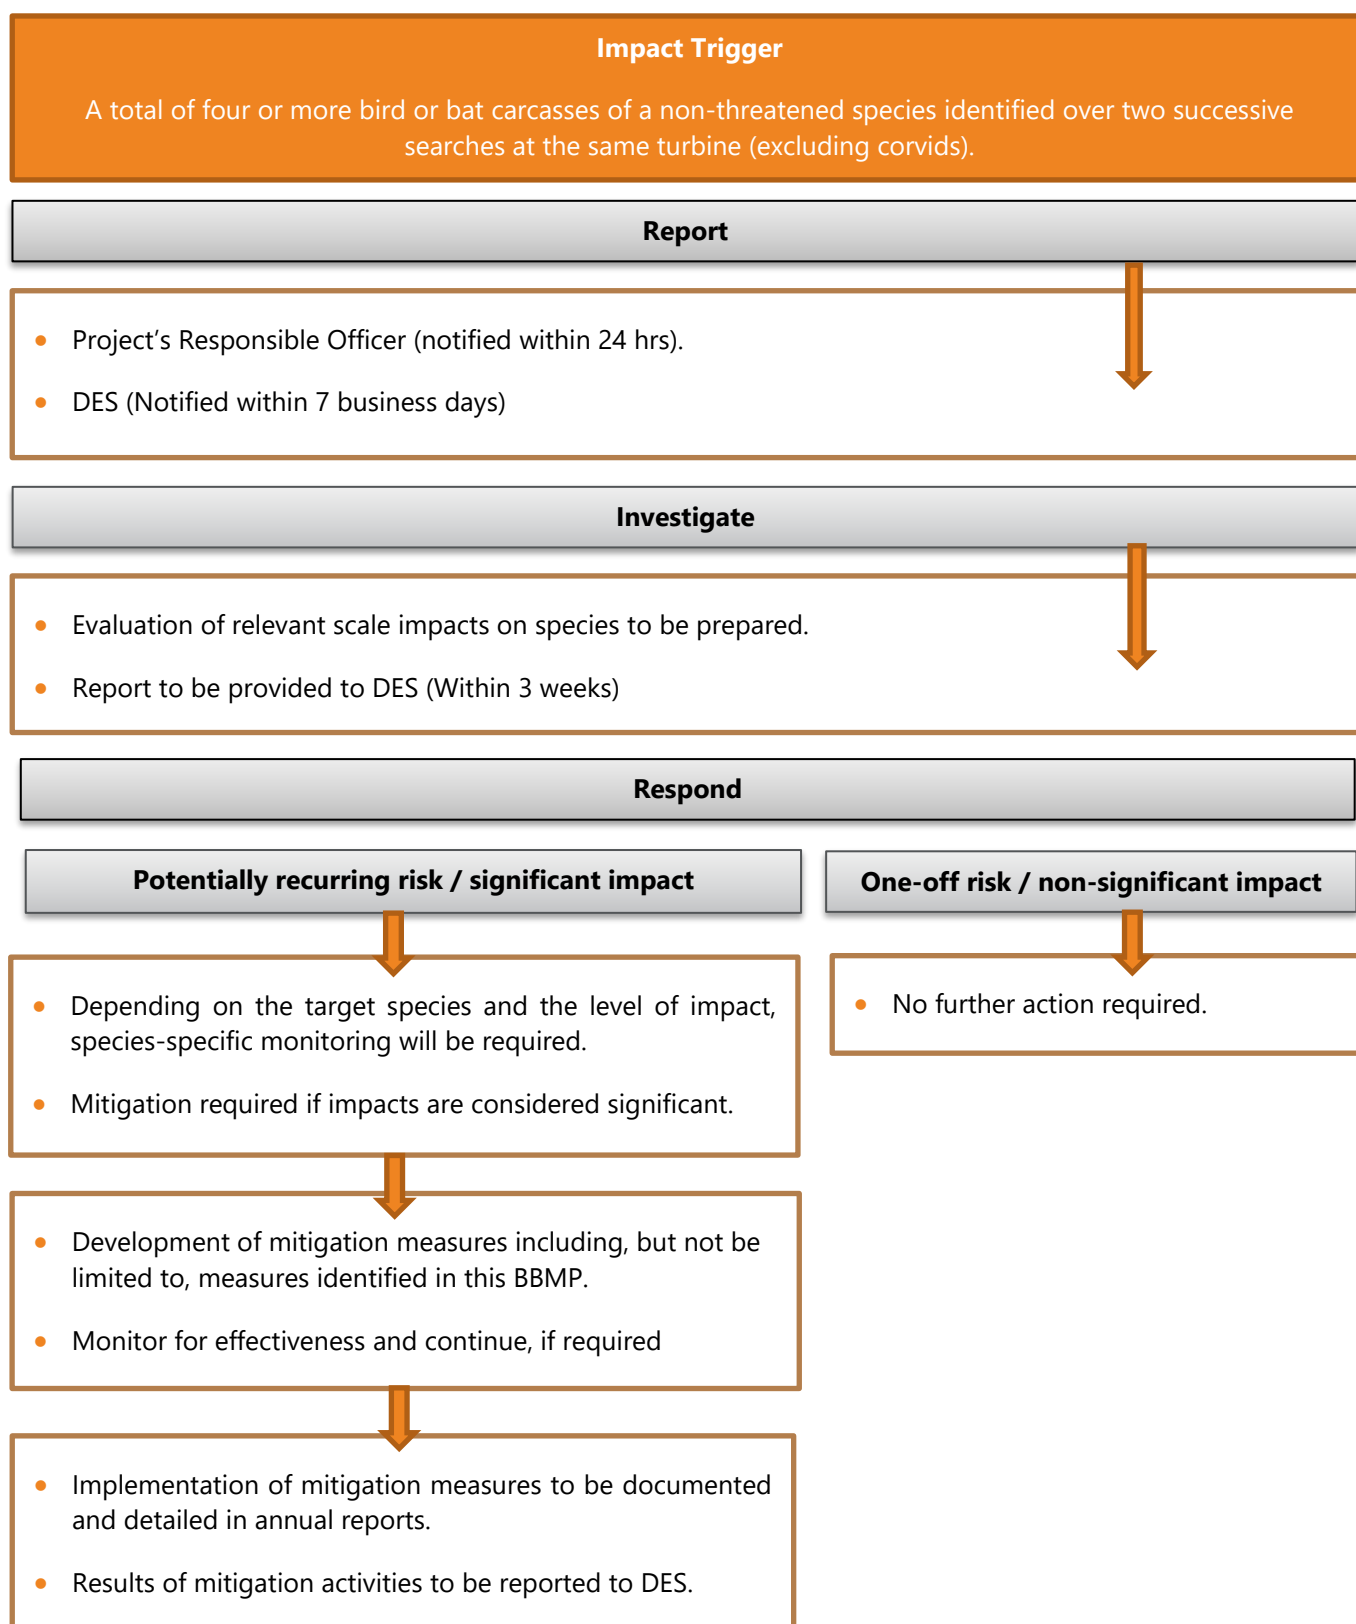 Impact Trigger
A total of four or more bird or bat carcasses of a non-threatened species identified over two successive
searches at the same turbine (excluding corvids).
Report
• Project's Responsible Officer (notified within 24 hrs).
• DES (Notified within 7 business days)
Investigate
• Evaluation of relevant scale impacts on species to be prepared.
• Report to be provided to DES (Within 3 weeks)
Respond
Potentially recurring risk / significant impact
• Depending on the target species and the level of impact,
species-specific monitoring will be required.
• Mitigation required if impacts are considered significant.
• Development of mitigation measures including, but not be
limited to, measures identified in this BBMP.
• Monitor for effectiveness and continue, if required
• Implementation of mitigation measures to be documented
and detailed in annual reports.
• Results of mitigation activities to be reported to DES.
One-off risk / non-significant impact
• No further action required.